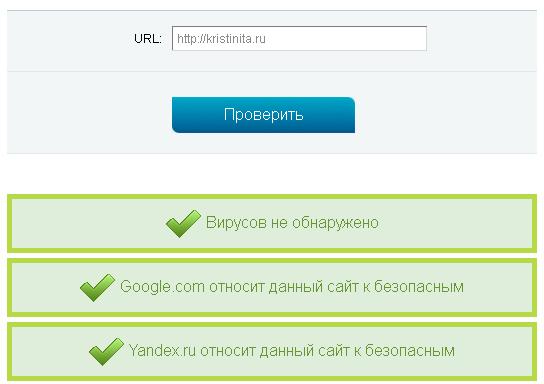 URL: http://kristinita.ru
Проверить
Вирусов не обнаружено
Google.com относит данный сайт к безопасным
Yandex.ru относит данный сайт к безопасным